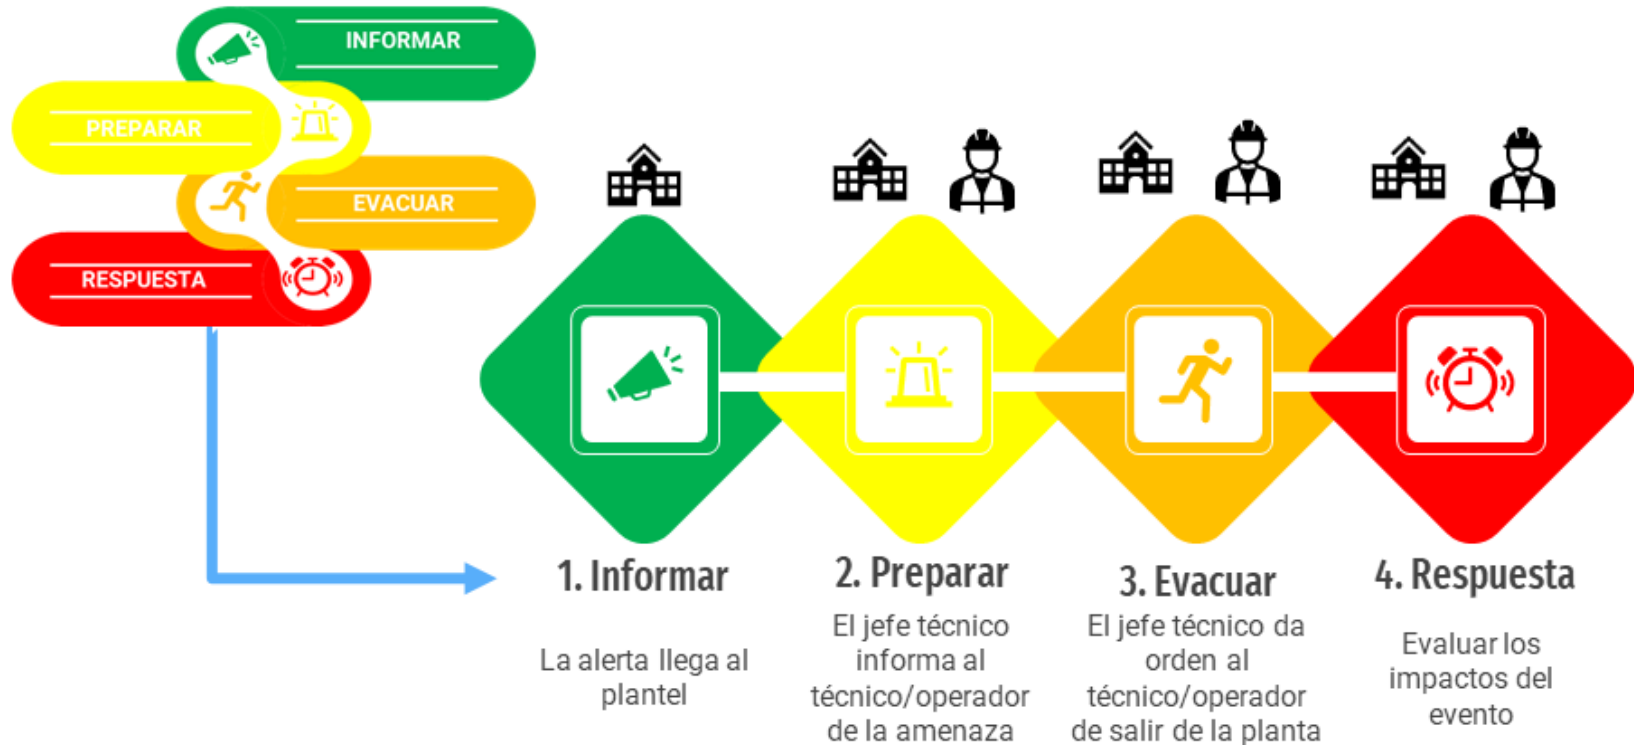 INFORMAR
PREPARAR
EVACUAR
RESPUESTA
1. Informar
La alerta llega al
plantel
2. Preparar
El jefe técnico
informa al
técnico/operador
de la amenaza
3. Evacuar
El jefe técnico da
orden al
técnico/operador
de salir de la planta
4. Respuesta
Evaluar los
impactos del
evento